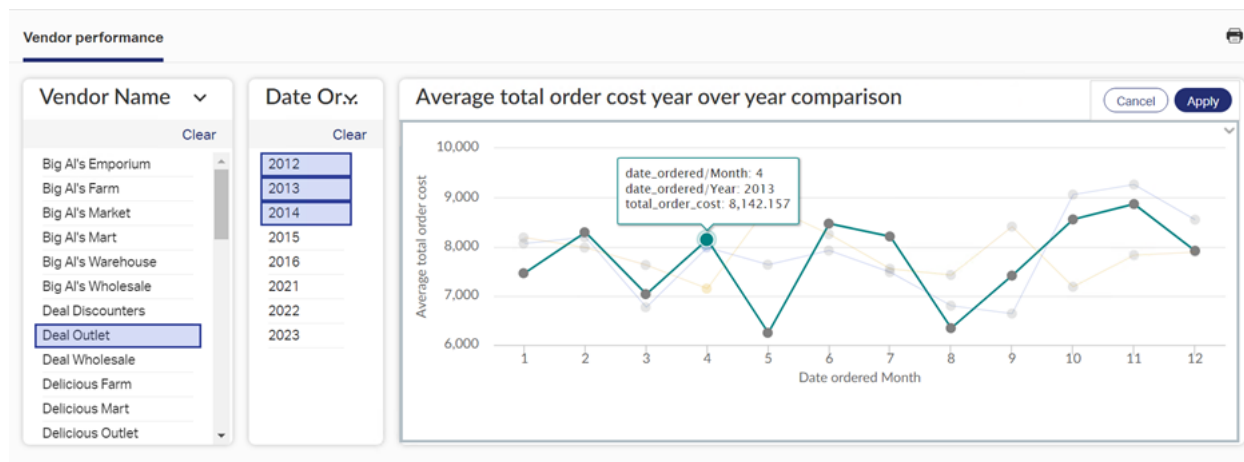 Vendor performance
Vendor Name
Clear
Big Al's Emporium
Big Al's Farm
Big Al's Market
Big Al's Mart
Big Al's Warehouse
Big Al's Wholesale
Deal Discounters
Deal Outlet
Deal Wholesale
Delicious Farm
Delicious Mart
Delicious Outlet
Date Or...
Clear
2012
2013
2014
2015
2016
2021
2022
2023
Average total order cost year over year comparison
Cancel
Apply
Average total order cost
10,000
9,000
8,000
7,000
6,000
date_ordered/Month: 4
date_ordered/Year: 2013
total_order_cost: 8,142.157
1 2 3 4 5 6 7 8 9 10 11 12
Date ordered Month